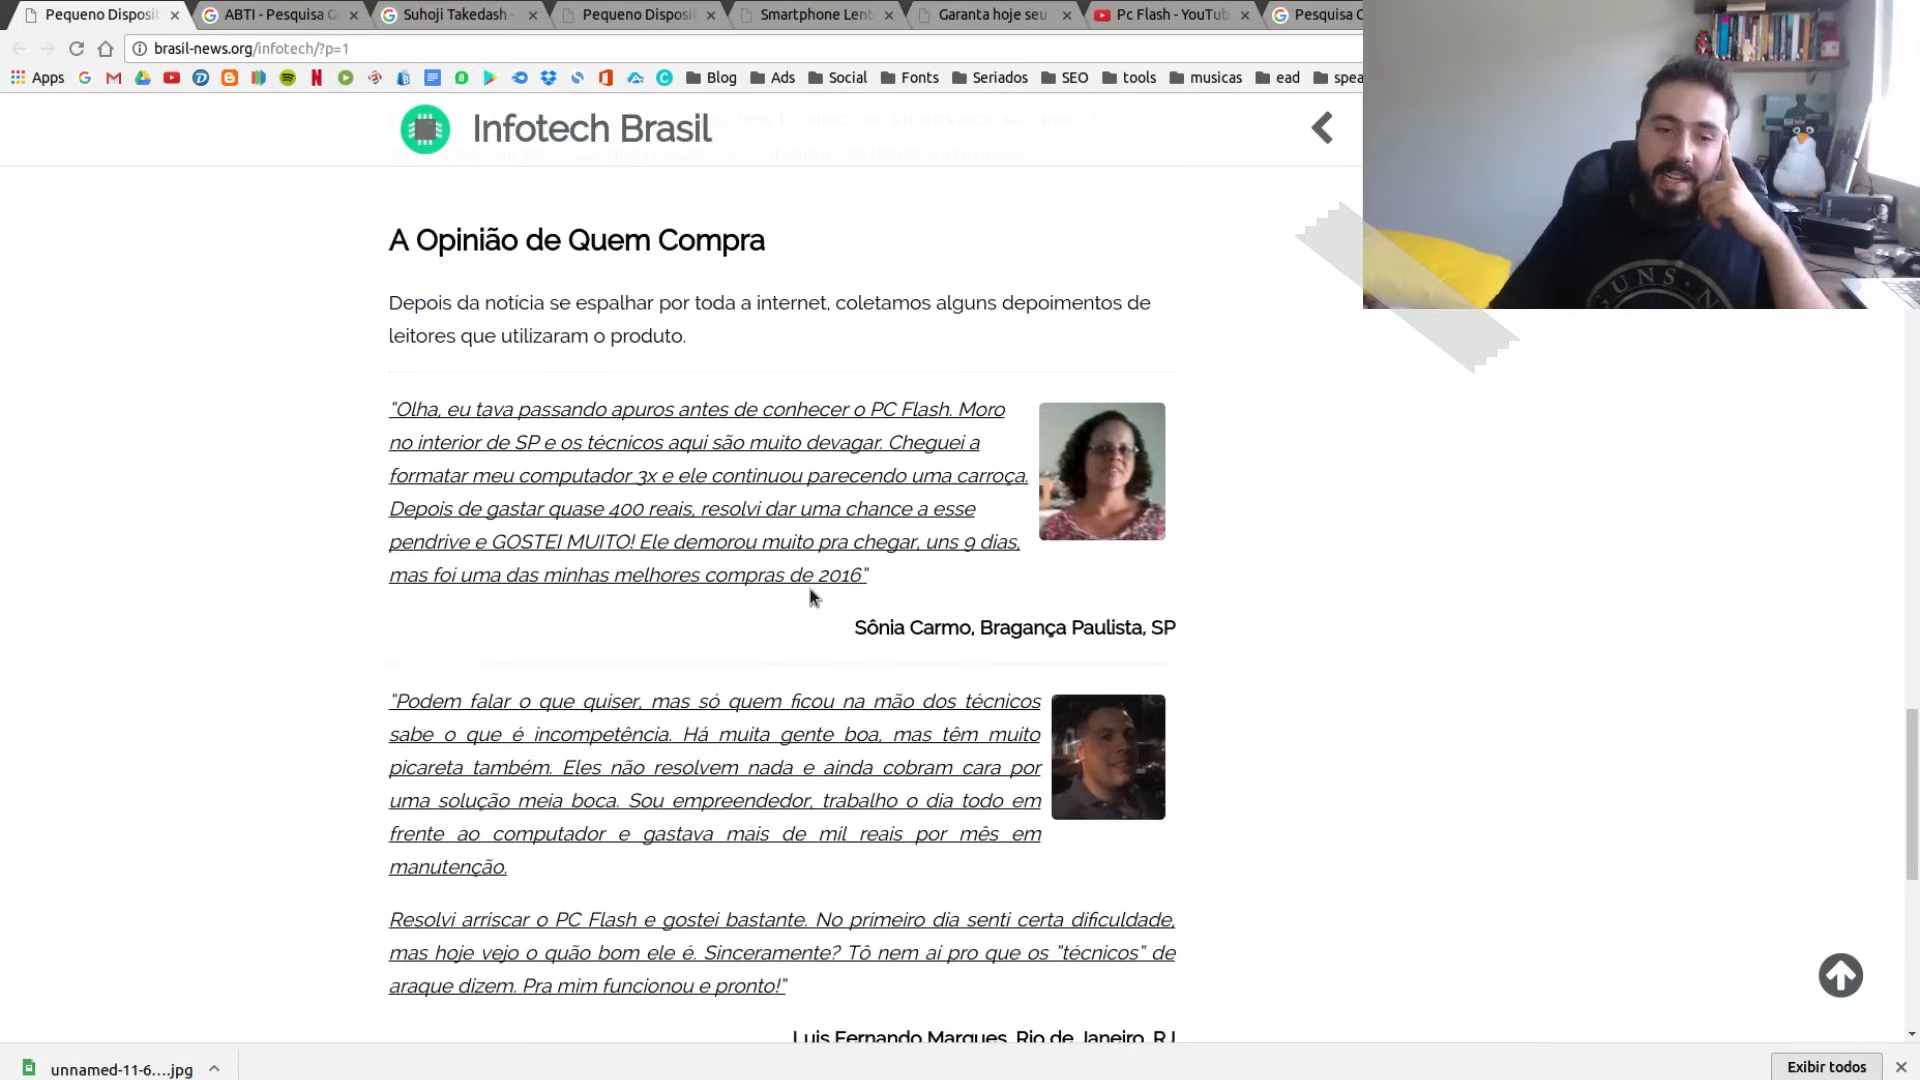 Pequeno Disposit
ABTI - Pesquisa G
Suhoji Takedash -
Pequeno Disposi
Smartphone Lent
Garanta hoje seu
Pc Flash - YouTub
Pesquisa
brasil-news.org/infotech/?p=1
Apps
Blog
Ads
Social
Fonts
Seriados
SEO
tools
musicas
ead
spea
Infotech Brasil
A Opinião de Quem Compra
Depois da notícia se espalhar por toda a internet, coletamos alguns depoimentos de
leitores que utilizaram o produto.
"Olha, eu tava passando apuros antes de conhecer o PC Flash. Moro
no interior de SP e os técnicos aqui são muito devagar. Cheguei a
formatar meu computador 3x e ele continuou parecendo uma carroça.
Depois de gastar quase 400 reais, resolvi dar uma chance a esse
pendrive e GOSTEI MUITO! Ele demorou muito pra chegar, uns 9 dias,
mas foi uma das minhas melhores compras de 2016"
Sônia Carmo, Bragança Paulista, SP
"Podem falar o que quiser, mas só quem ficou na mão dos técnicos
sabe o que é incompetência. Há muita gente boa, mas têm muito
picareta também. Eles não resolvem nada e ainda cobram cara por
uma solução meia boca. Sou empreendedor, trabalho o dia todo em
frente ao computador e gastava mais de mil reais por mês em
manutenção.
Resolvi arriscar o PC Flash e gostei bastante. No primeiro dia senti certa dificuldade,
mas hoje vejo o quão bom ele é. Sinceramente? Tô nem aí pro que os "técnicos" de
araque dizem. Pra mim funcionou e pronto!"
Luis Fernando Marques, Rio de Janeiro, RJ
unnamed-11-6....jpg
Exibir todos
GUNS N